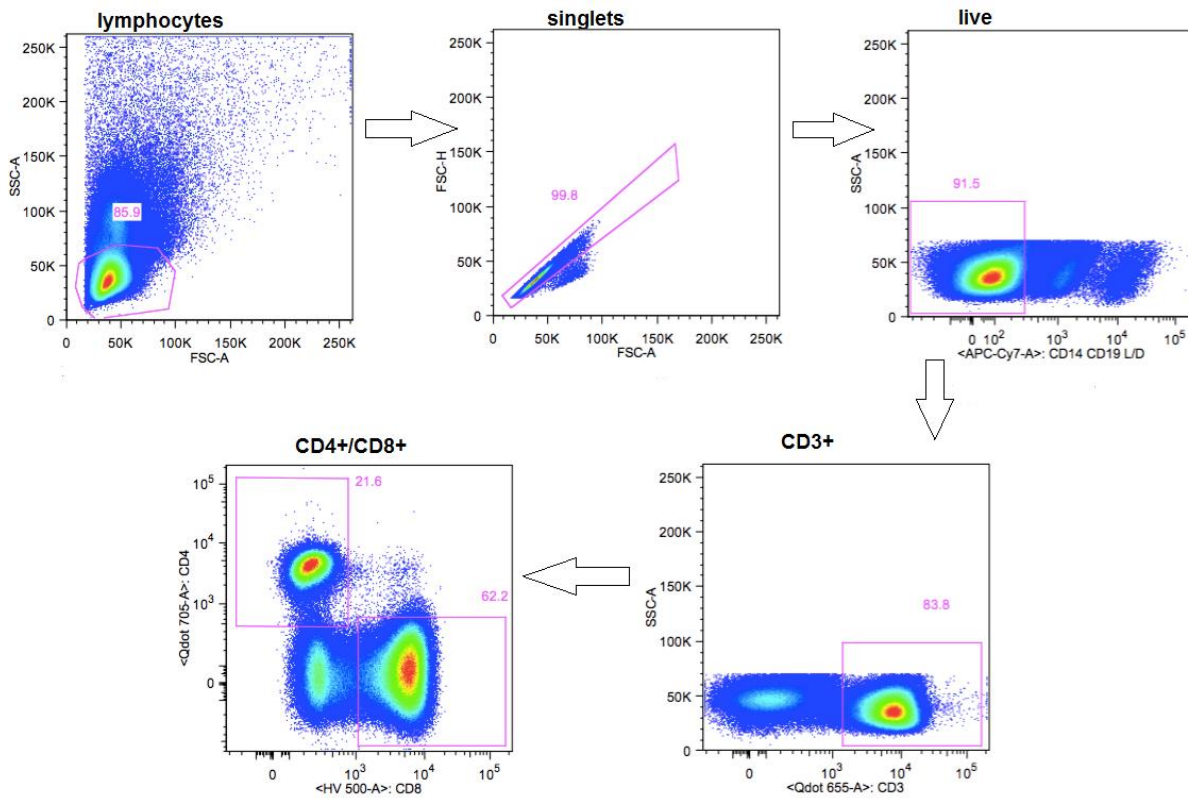 lymphocytes
250K
200K
150K
100K
50K
0
SSC-A
85.9
0 50K 100K 150K 200K 250K
FSC-A
singlets
250K
200K
150K
100K
50K
0
FSC-H
99.8
0 50K 100K 150K 200K 250K
FSC-A
live
250K
200K
150K
100K
50K
0
SSC-A
91.5
0 10² 10³ 10⁴ 10⁵
<APC-Cy7-A>: CD14 CD19 L/D
CD4+/CD8+
10⁵
10⁴
10³
0
<Qdot 705-A>: CD4
21.6
62.2
0 10³ 10⁴ 10⁵
<HV 500-A>: CD8
CD3+
250K
200K
150K
100K
50K
0
SSC-A
83.8
0 10³ 10⁴ 10⁵
<Qdot 655-A>: CD3